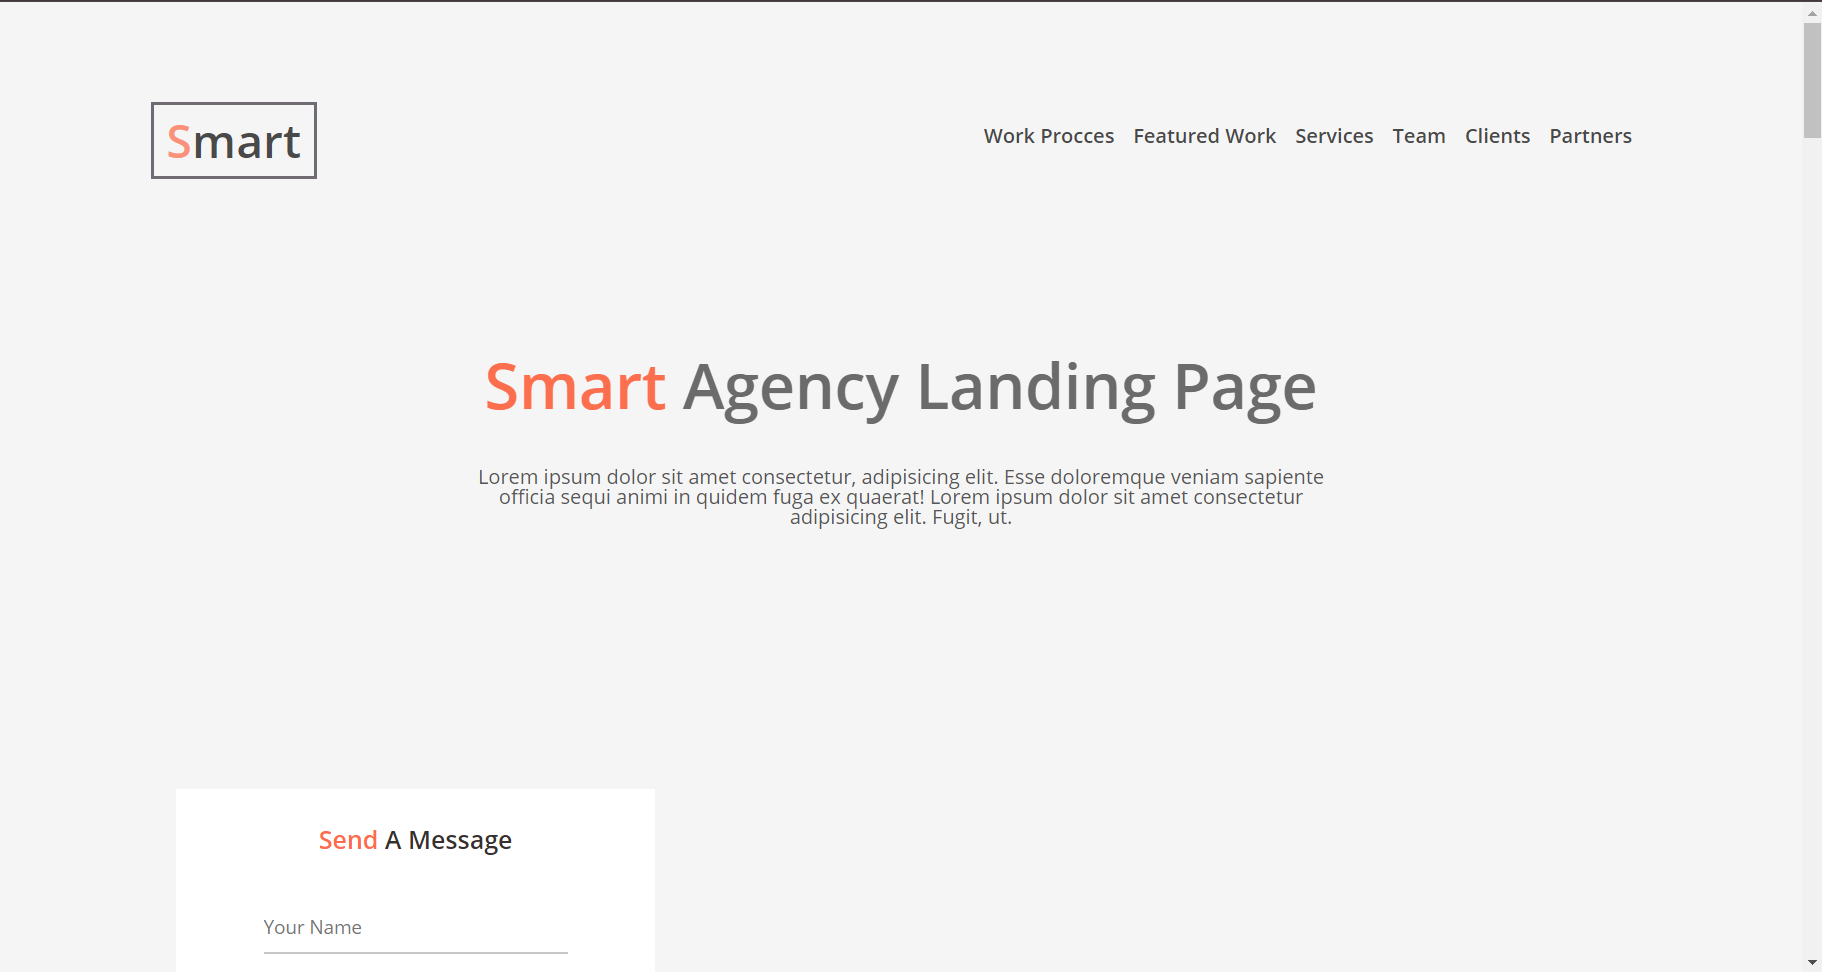 Smart
Work Procces Featured Work Services Team Clients Partners
Smart Agency Landing Page
Lorem ipsum dolor sit amet consectetur, adipisicing elit. Esse doloremque veniam sapiente
officia sequi animi in quidem fuga ex quaerat! Lorem ipsum dolor sit amet consectetur
adipisicing elit. Fugit, ut.
Send A Message
Your Name